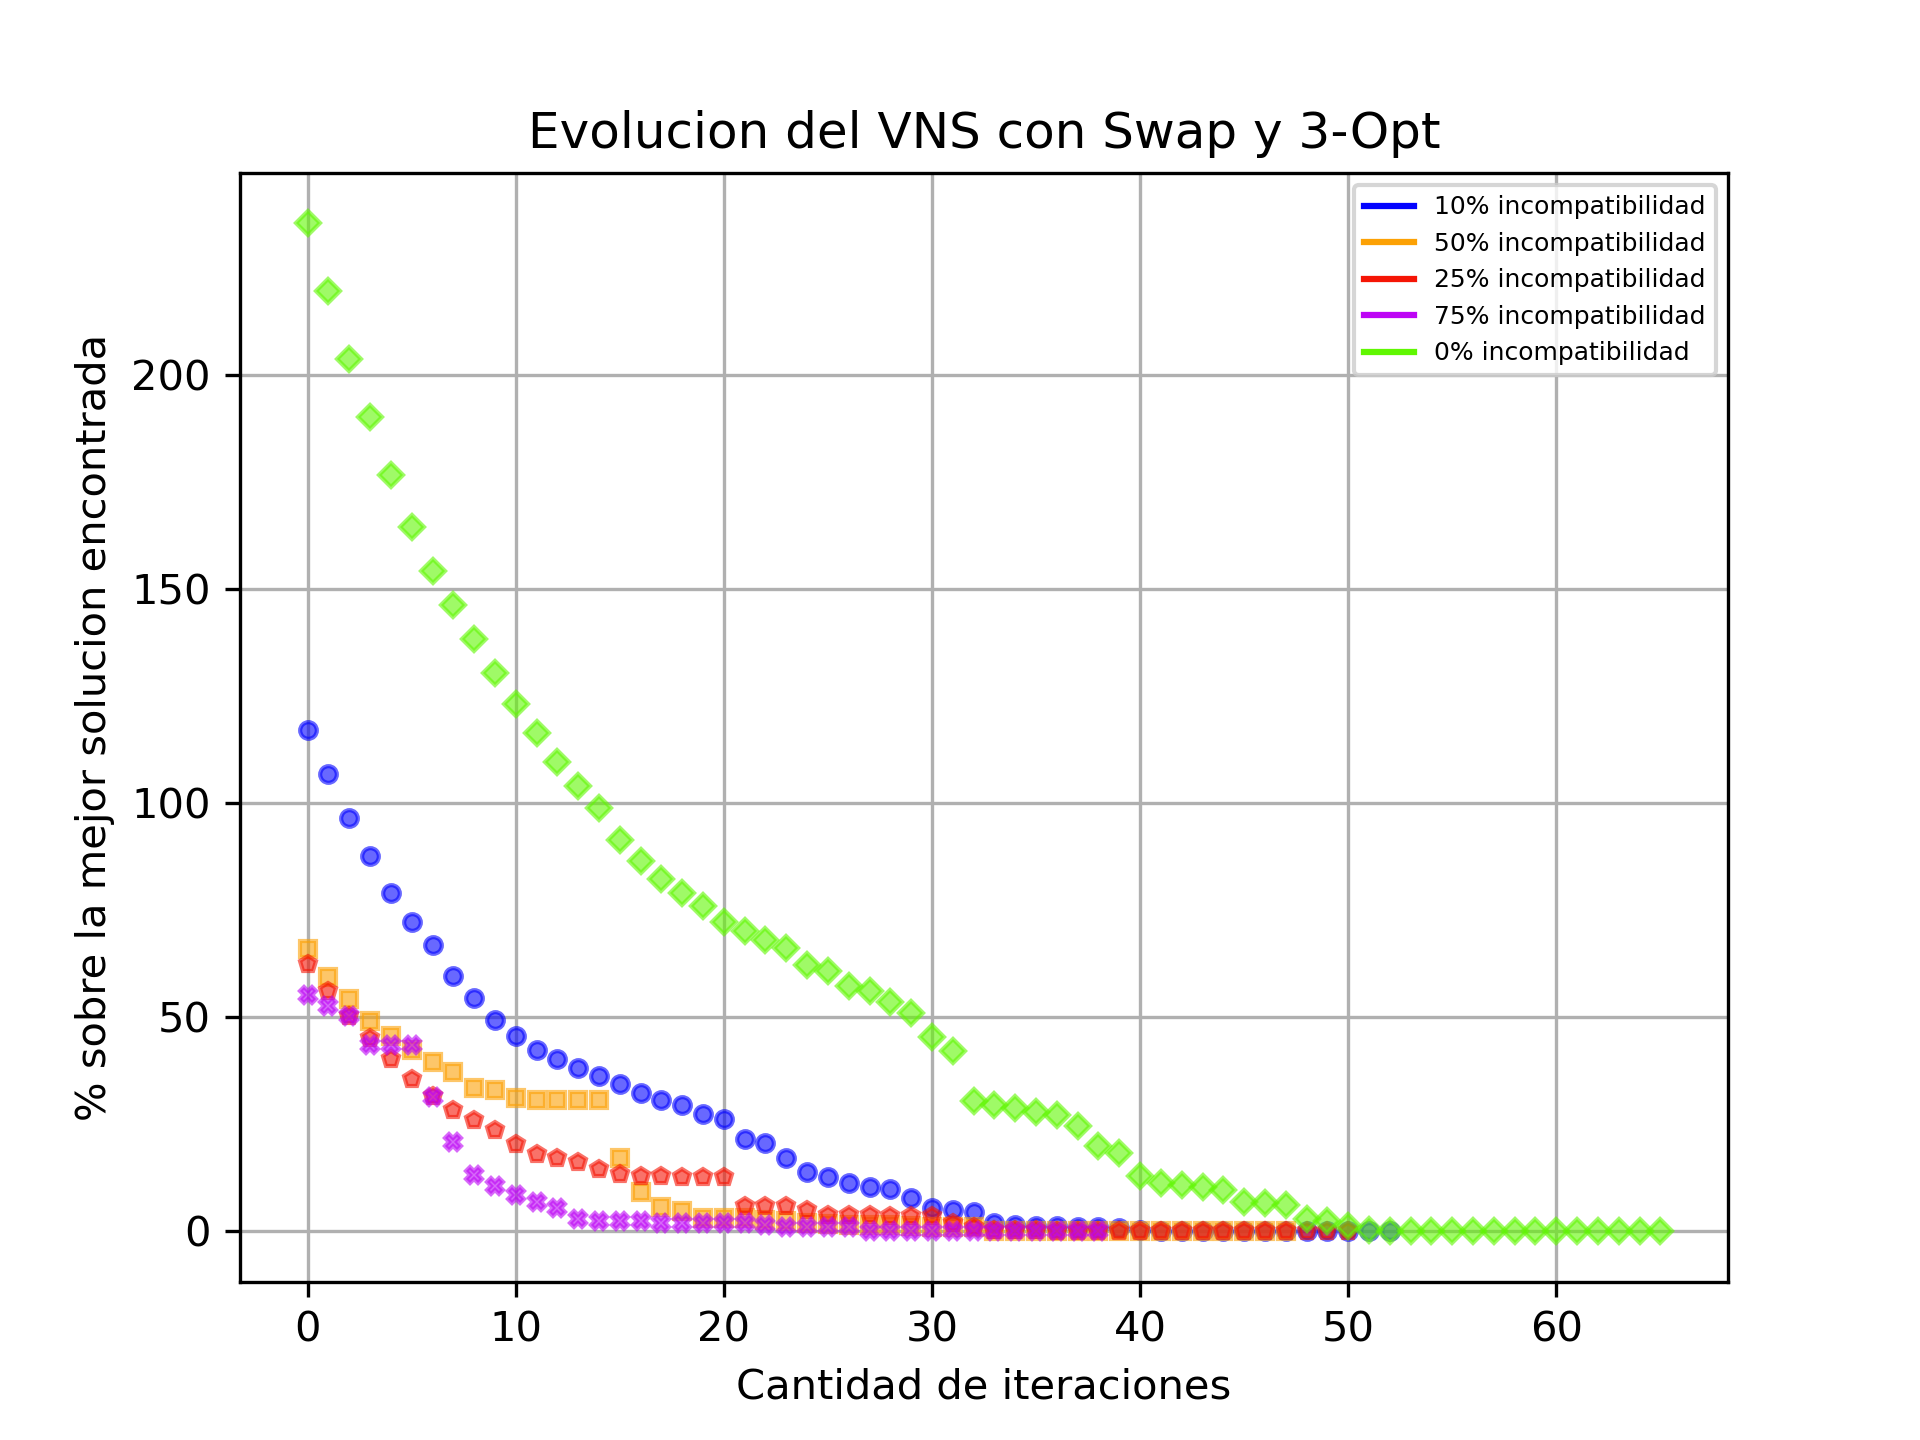 Evolucion del VNS con Swap y 3-Opt
% sobre la mejor solucion encontrada
200
150
100
50
0
10% incompatibilidad
50% incompatibilidad
25% incompatibilidad
75% incompatibilidad
0% incompatibilidad
0 10 20 30 40 50 60
Cantidad de iteraciones